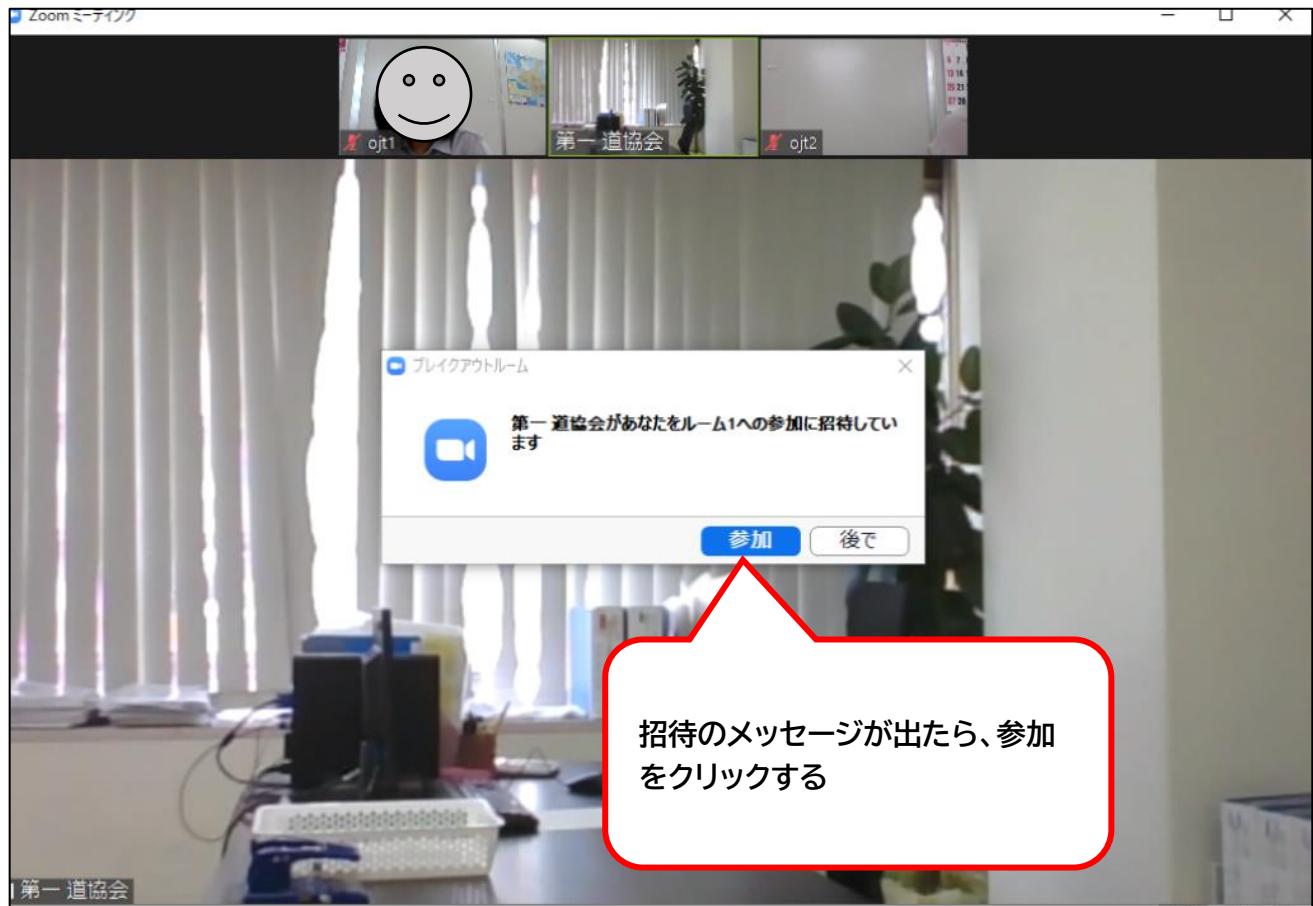 Zoom ミーティング
ojt1
第一 道協会
ojt2
ブレイクアウトルーム
第一 道協会があなたをルーム1への参加に招待してい
ます
参加
後で
招待のメッセージが出たら、参加
をクリックする
第一 道協会